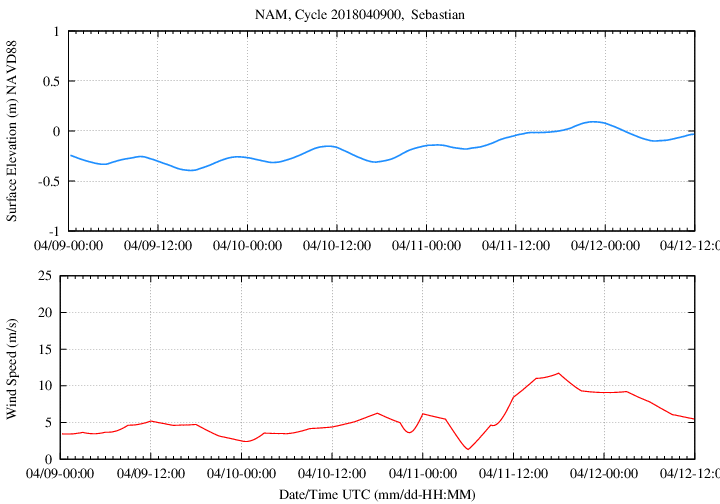 NAM, Cycle 2018040900,  Sebastian
Surface Elevation (m) NAVD88
1
0.5
0
-0.5
-1
04/09-00:00 04/09-12:00 04/10-00:00 04/10-12:00 04/11-00:00 04/11-12:00 04/12-00:00 04/12-12:0
Wind Speed (m/s)
25
20
15
10
5
0
04/09-00:00 04/09-12:00 04/10-00:00 04/10-12:00 04/11-00:00 04/11-12:00 04/12-00:00 04/12-12:0
Date/Time UTC (mm/dd-HH:MM)